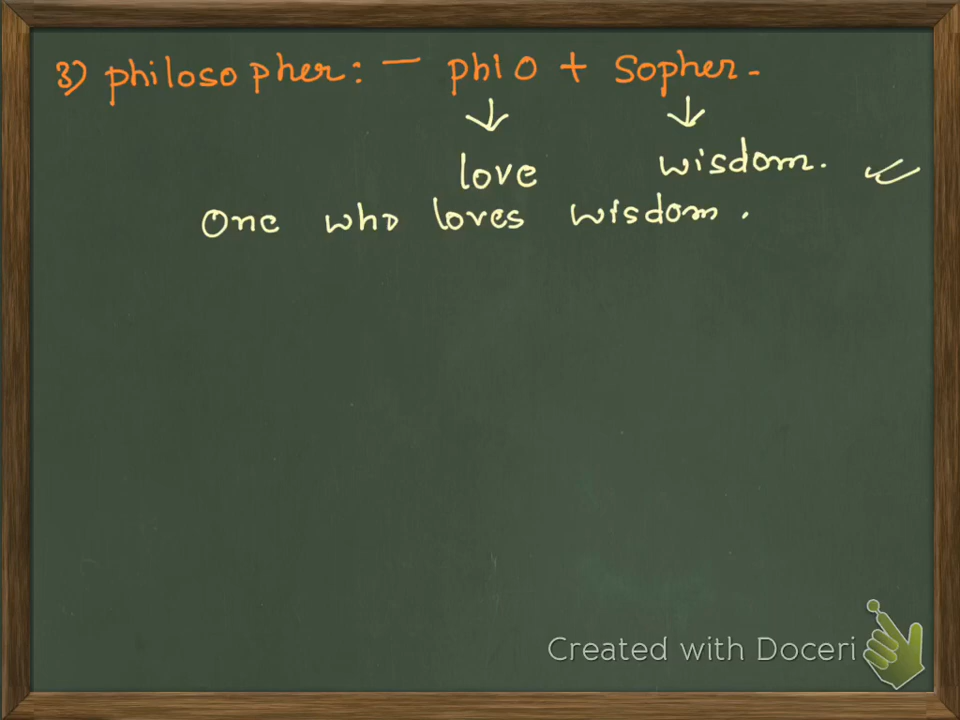 3) philosopher: - phlo + Sopher -
↓ ↓
love wisdom.
One who loves wisdom.
Created with Doceri